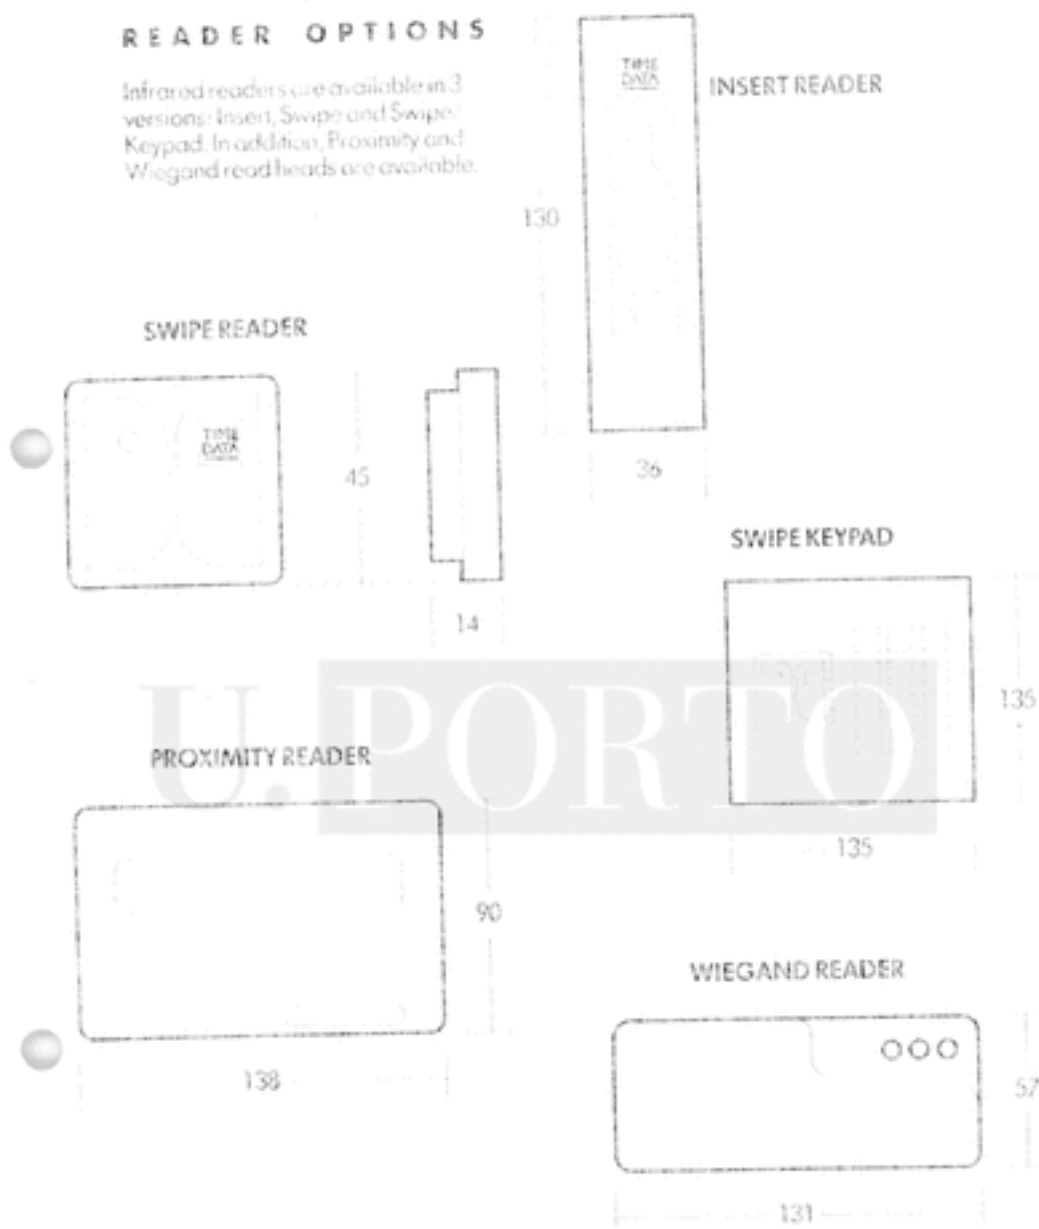 READER OPTIONS
Infrared readers are available in 3
versions: Insert, Swipe and Swipe/
Keypad. In addition, Proximity and
Wiegand read heads are available.
TIME
DATA
INSERT READER
130
36
SWIPE READER
TIME
DATA
45
14
SWIPE KEYPAD
135
135
U.PORTO
PROXIMITY READER
90
138
WIEGAND READER
57
131